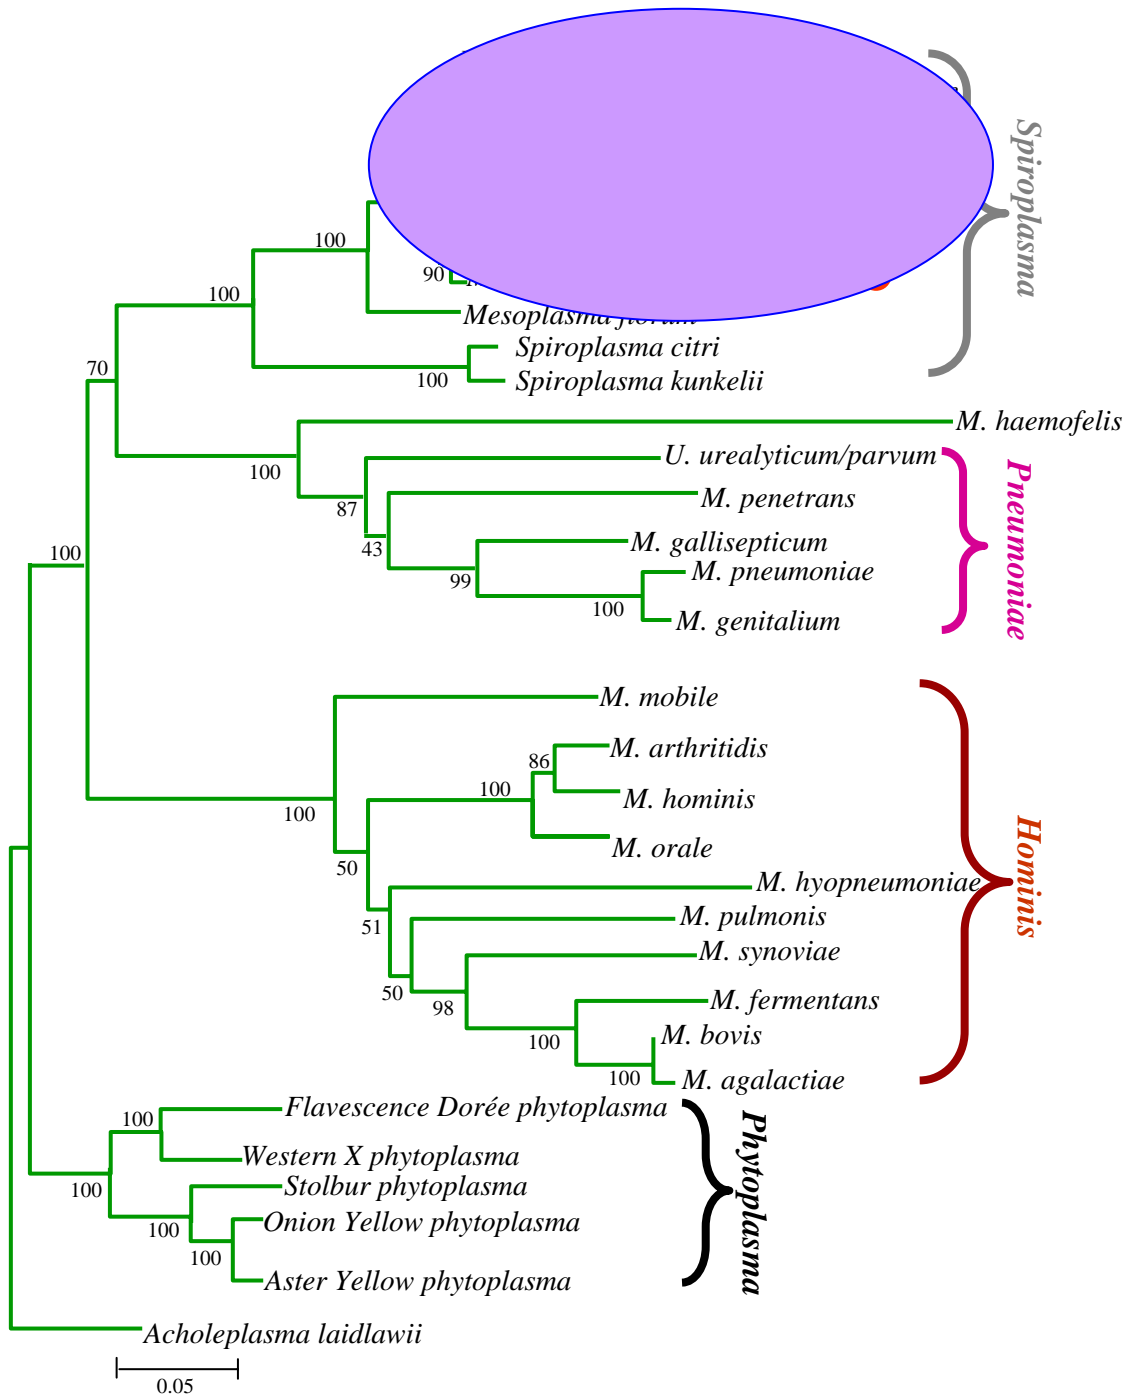 Spiroplasma
100
90
100
Mesoplasma florum
Spiroplasma citri
70
100
Spiroplasma kunkelii
M. haemofelis
100
U. urealyticum/parvum
Pneumoniae
M. penetrans
87
43
M. gallisepticum
100
99
M. pneumoniae
100
M. genitalium
M. mobile
M. arthritidis
86
100
M. hominis
100
M. orale
50
Hominis
M. hyopneumoniae
51
M. pulmonis
M. synoviae
50
98
M. fermentans
100
M. bovis
100
M. agalactiae
Flavescence Dorée phytoplasma
100
Phytoplasma
Western X phytoplasma
100
Stolbur phytoplasma
100
Onion Yellow phytoplasma
100
Aster Yellow phytoplasma
Acholeplasma laidlawii
0.05